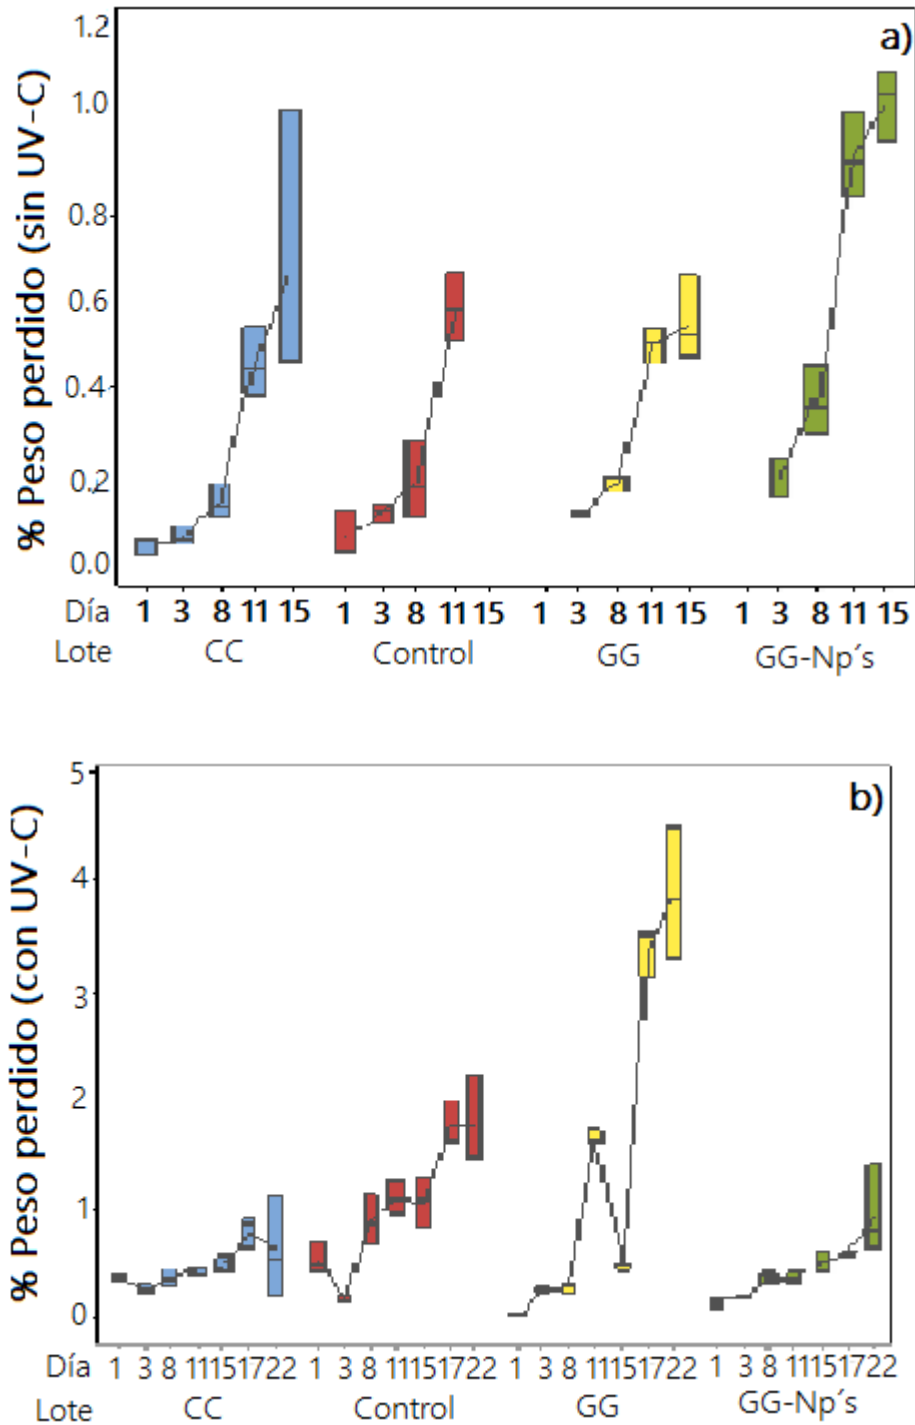 a)
% Peso perdido (sin UV-C)
1.2
1.0
0.8
0.6
0.4
0.2
0.0
Día 1 3 8 11 15 1 3 8 11 15 1 3 8 11 15 1 3 8 11 15
Lote CC Control GG GG-Np's
b)
% Peso perdido (con UV-C)
5
4
3
2
1
0
Día 1 3 8 11151722 1 3 8 11151722 1 3 8 11151722 1 3 8 11151722
Lote CC Control GG GG-Np's